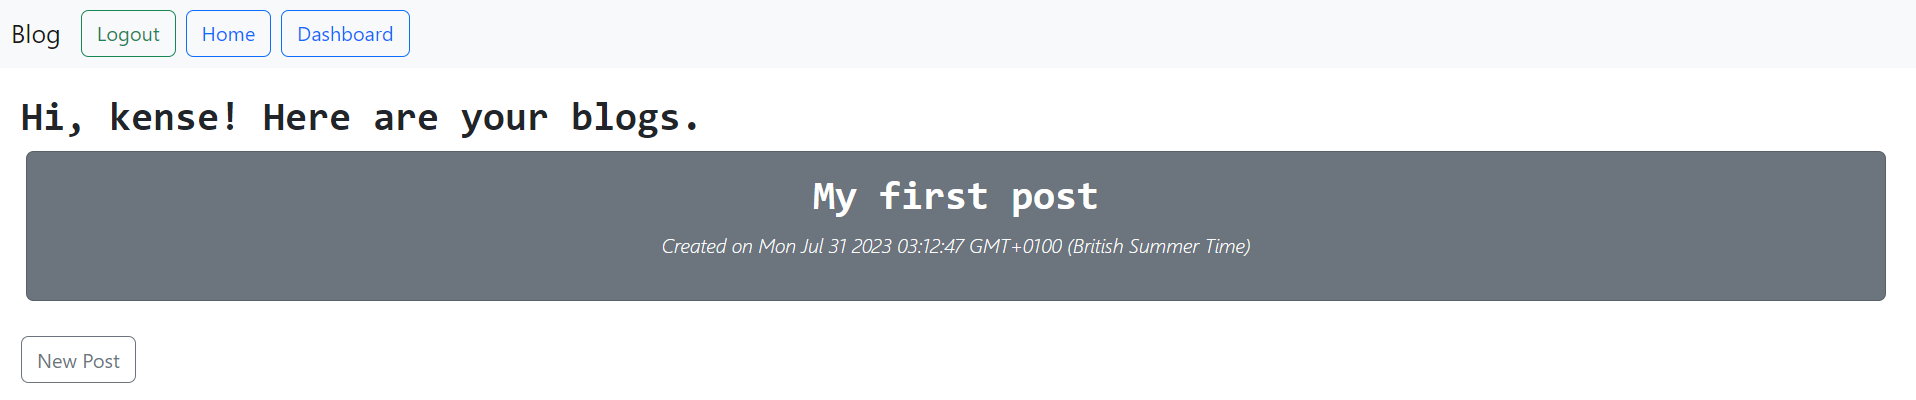 Blog Logout Home Dashboard
Hi, kense! Here are your blogs.
My first post
Created on Mon Jul 31 2023 03:12:47 GMT+0100 (British Summer Time)
New Post